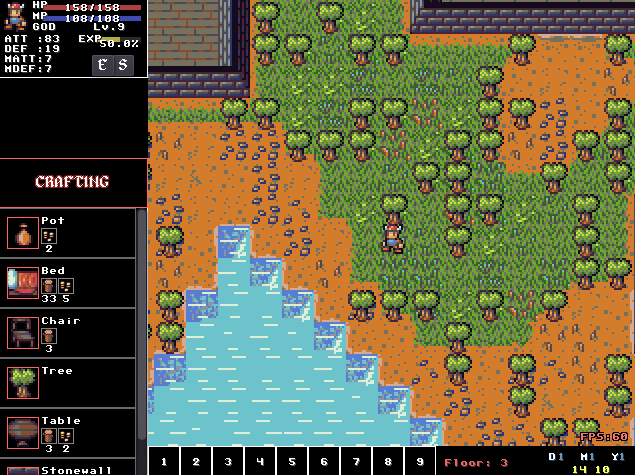 HP 158/158
MP 108/108
GOD Lv.9
ATT :83 EXP
50.0%
DEF :19
MATT:7
MDEF:7
E S
CRAFTING
Pot
2
Bed
33 5
Chair
3
Tree
Table
3 2
Stonewall
FPS:60
1 2 3 4 5 6 7 8 9
Floor: 3
D1 M1 Y1
14 10